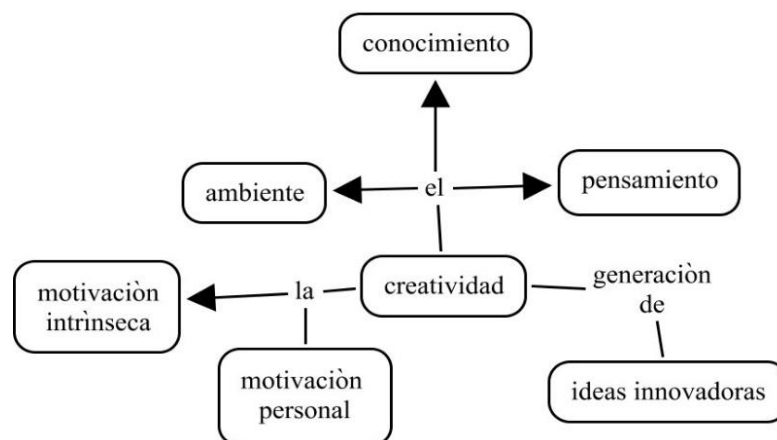 conocimiento
ambiente
el
pensamiento
motivaciòn
intrìnseca
la
creatividad
generaciòn
de
motivaciòn
personal
ideas innovadoras